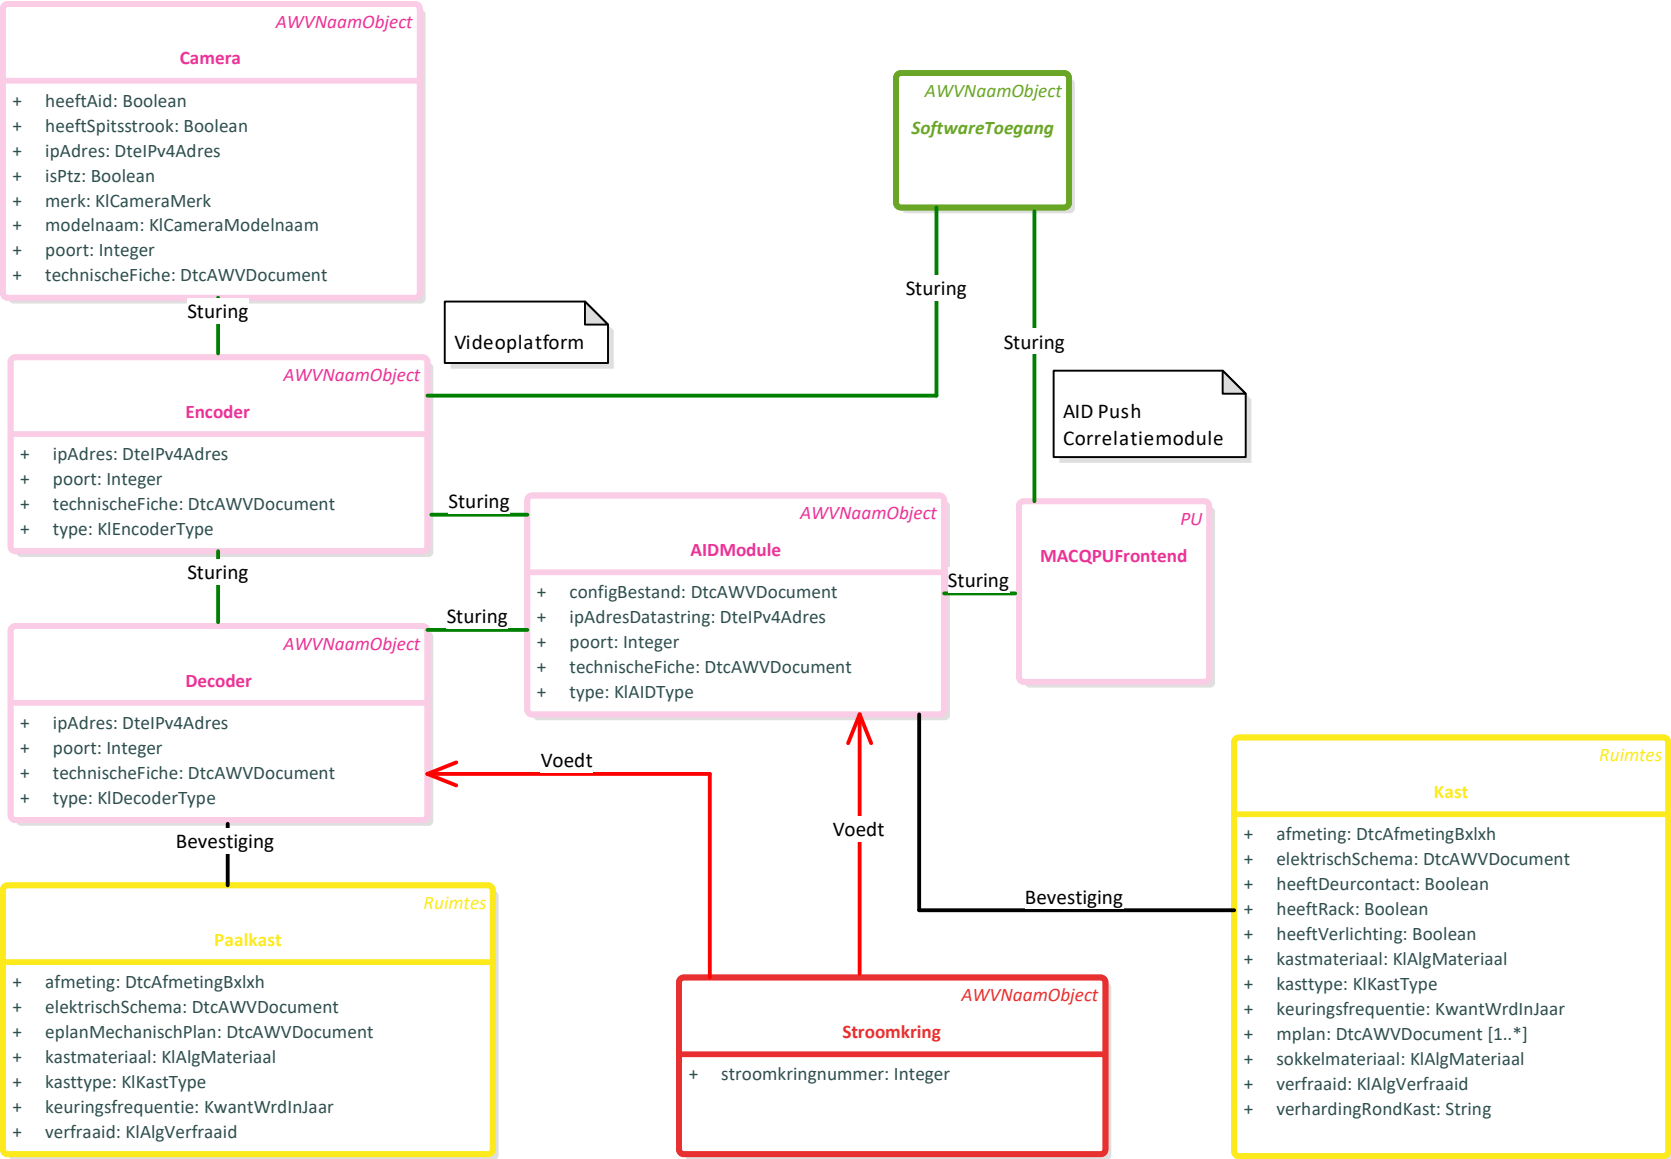 AWVNaamObject
Camera
+ heeftAid: Boolean
+ heeftSpitsstrook: Boolean
+ ipAdres: DteIPv4Adres
+ isPtz: Boolean
+ merk: KlCameraMerk
+ modelnaam: KlCameraModelnaam
+ poort: Integer
+ technischeFiche: DtcAWVDocument
AWVNaamObject
SoftwareToegang
Sturing
Sturing
Sturing
Videoplatform
AID Push
Correlatiemodule
AWVNaamObject
Encoder
+ ipAdres: DteIPv4Adres
+ poort: Integer
+ technischeFiche: DtcAWVDocument
+ type: KlEncoderType
Sturing
Sturing
Sturing
Sturing
AWVNaamObject
AIDModule
+ configBestand: DtcAWVDocument
+ ipAdresDatastring: DteIPv4Adres
+ poort: Integer
+ technischeFiche: DtcAWVDocument
+ type: KlAIDType
PU
MACQPUFrontend
AWVNaamObject
Decoder
+ ipAdres: DteIPv4Adres
+ poort: Integer
+ technischeFiche: DtcAWVDocument
+ type: KlDecoderType
Voedt
Voedt
Bevestiging
Bevestiging
Ruimtes
Paalkast
+ afmeting: DtcAfmetingBxlxh
+ elektrischSchema: DtcAWVDocument
+ eplanMechanischPlan: DtcAWVDocument
+ kastmateriaal: KlAlgMateriaal
+ kasttype: KlKastType
+ keuringsfrequentie: KwantWrdInJaar
+ verfraaid: KlAlgVerfraaid
AWVNaamObject
Stroomkring
+ stroomkringnummer: Integer
Ruimtes
Kast
+ afmeting: DtcAfmetingBxlxh
+ elektrischSchema: DtcAWVDocument
+ heeftDeurcontact: Boolean
+ heeftRack: Boolean
+ heeftVerlichting: Boolean
+ kastmateriaal: KlAlgMateriaal
+ kasttype: KlKastType
+ keuringsfrequentie: KwantWrdInJaar
+ mplan: DtcAWVDocument [1..*]
+ sokkelmateriaal: KlAlgMateriaal
+ verfraaid: KlAlgVerfraaid
+ verhardingRondKast: String